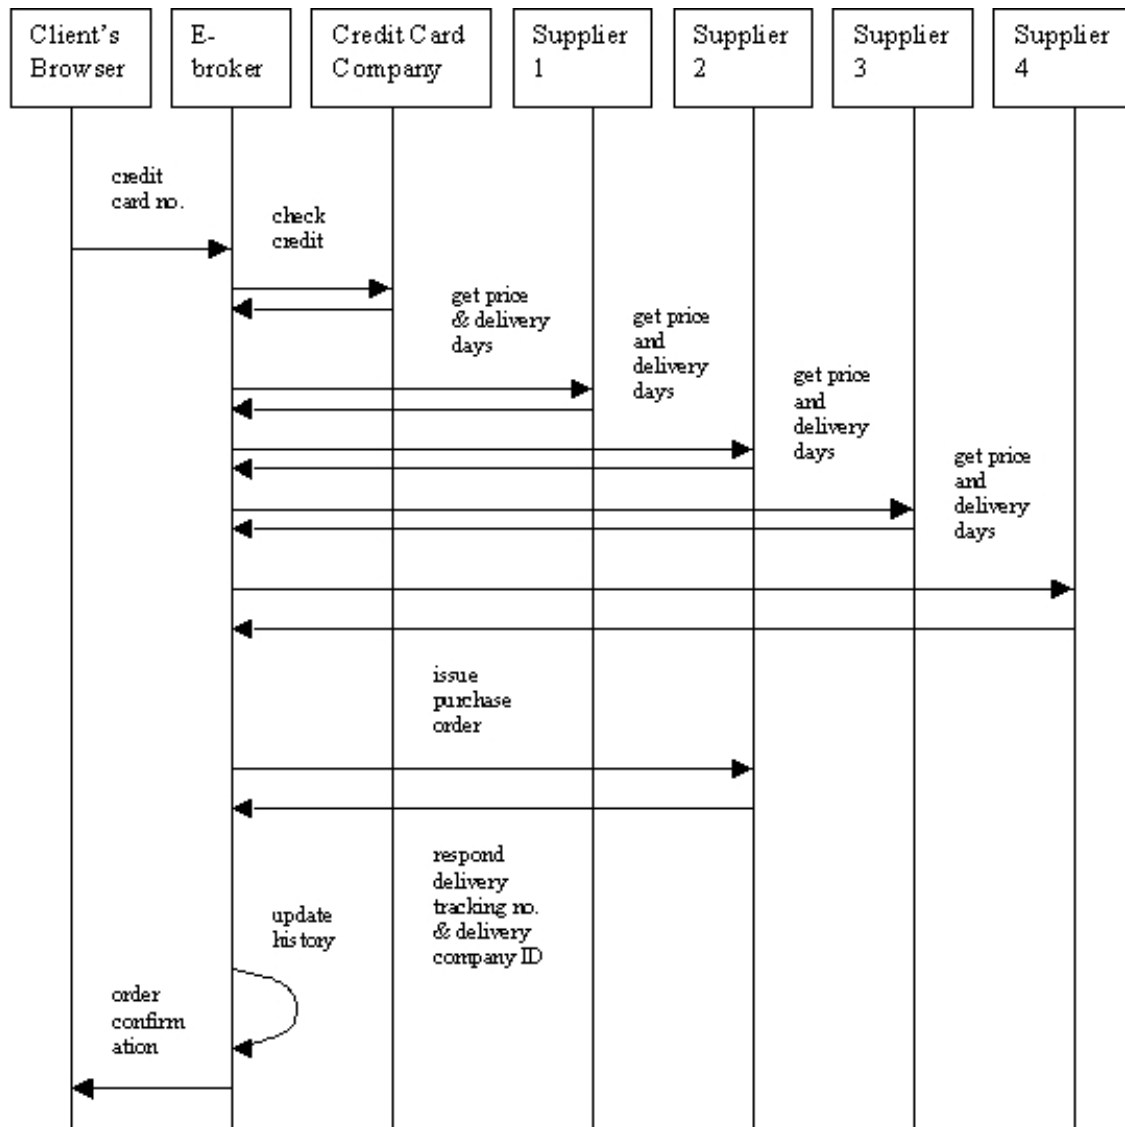 Client's
Browser
E-
broker
Credit Card
Company
Supplier
1
Supplier
2
Supplier
3
Supplier
4
credit
card no.
check
credit
get price
& delivery
days
get price
and
delivery
days
get price
and
delivery
days
get price
and
delivery
days
issue
purchase
order
respond
delivery
tracking no.
& delivery
company ID
update
history
order
confirm
ation